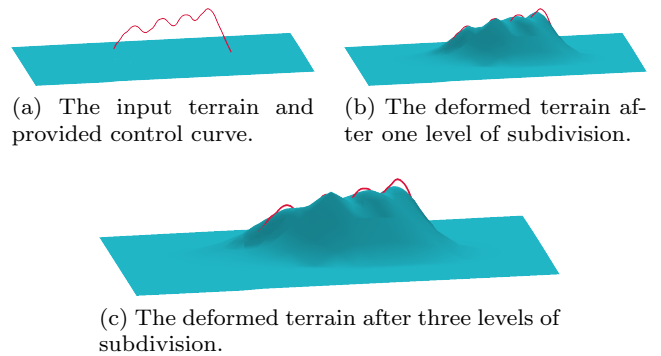 (a) The input terrain and
provided control curve.
(b) The deformed terrain af-
ter one level of subdivision.
(c) The deformed terrain after three levels of
subdivision.